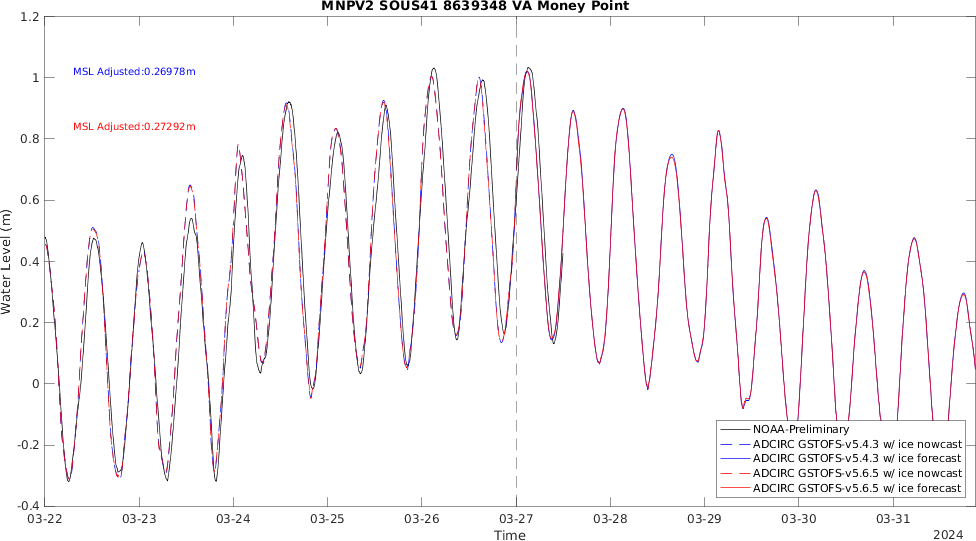 MNPV2 SOUS41 8639348 VA Money Point
1.2
1
0.8
0.6
0.4
0.2
0
-0.2
-0.4
Water Level (m)
MSL Adjusted:0.26978m
MSL Adjusted:0.27292m
NOAA-Preliminary
ADCIRC GSTOFS-v5.4.3 w/ ice nowcast
ADCIRC GSTOFS-v5.4.3 w/ ice forecast
ADCIRC GSTOFS-v5.6.5 w/ ice nowcast
ADCIRC GSTOFS-v5.6.5 w/ ice forecast
03-22 03-23 03-24 03-25 03-26 03-27 03-28 03-29 03-30 03-31
Time
2024